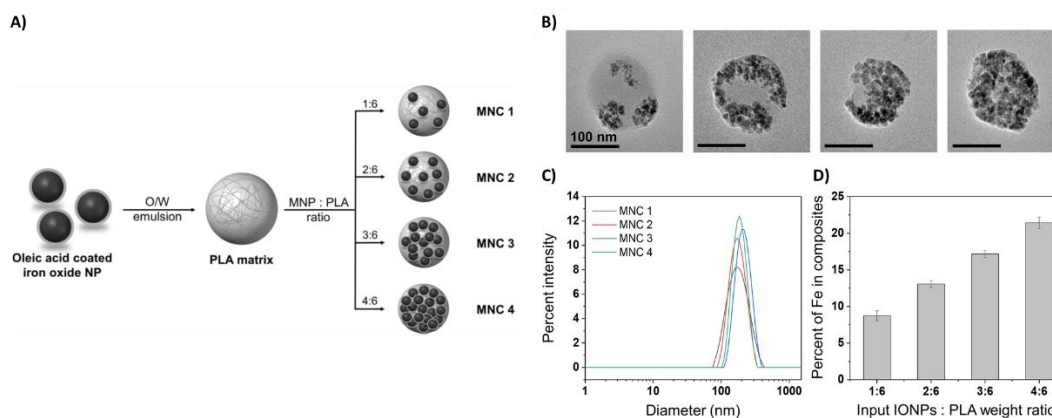 A)
Oleic acid coated
iron oxide NP
O/W
emulsion
PLA matrix
MNP : PLA
ratio
1:6
MNC 1
2:6
MNC 2
3:6
MNC 3
4:6
MNC 4
B)
100 nm
C)
Percent intensity
14
12
10
8
6
4
2
0
MNC 1
MNC 2
MNC 3
MNC 4
1
10
100
1000
Diameter (nm)
D)
Percent of Fe in composites
25
20
15
10
5
0
1:6
2:6
3:6
4:6
Input IONPs : PLA weight ratio